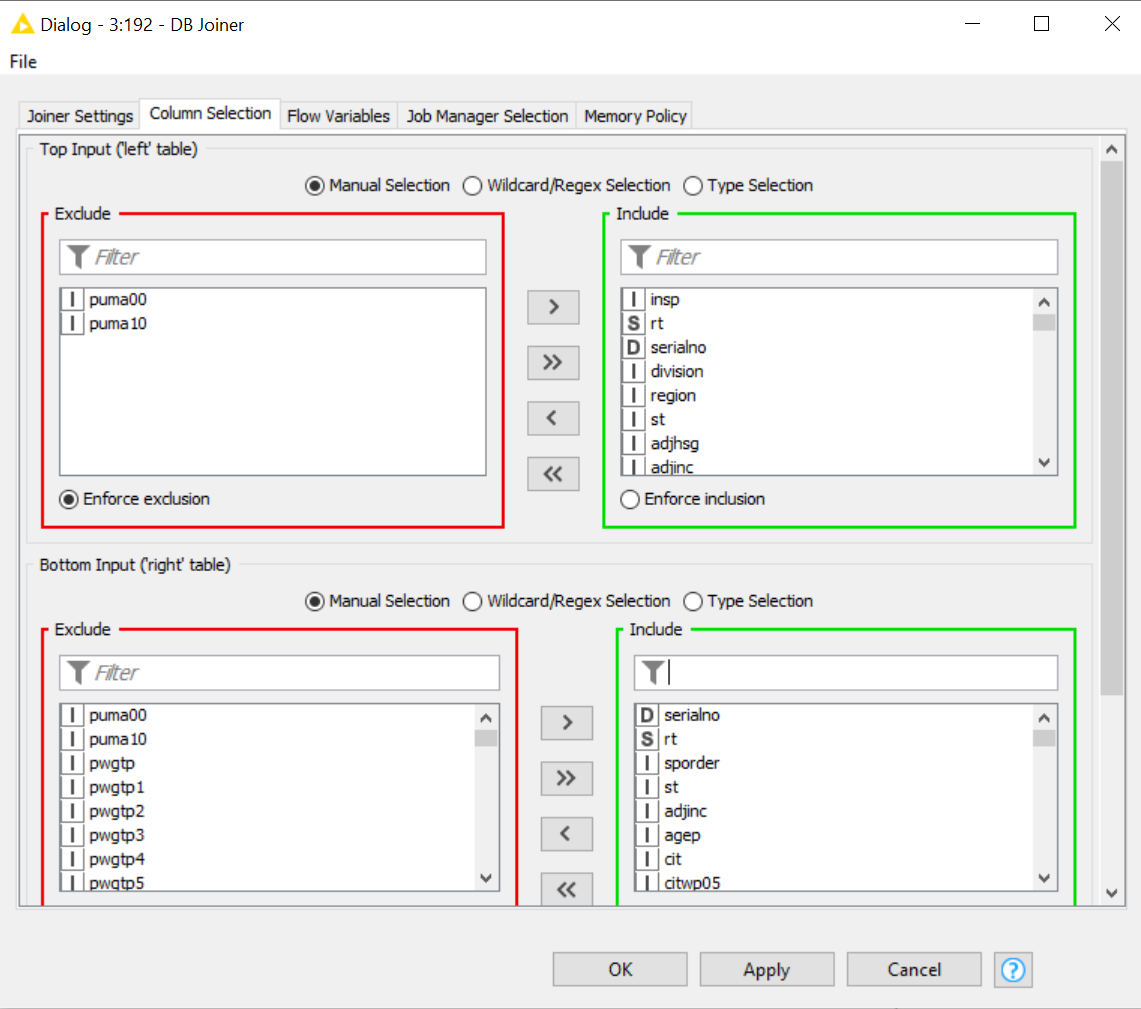 Dialog - 3:192 - DB Joiner
File
Joiner Settings Column Selection Flow Variables Job Manager Selection Memory Policy
Top Input ('left' table)
Manual Selection Wildcard/Regex Selection Type Selection
Exclude Include
Filter Filter
I puma00
I puma10
I insp
S rt
D serialno
I division
I region
I st
I adjhsg
I adjinc
>
>>
<
<<
Enforce exclusion Enforce inclusion
Bottom Input ('right' table)
Manual Selection Wildcard/Regex Selection Type Selection
Exclude Include
Filter
I puma00
I puma10
I pwgtp
I pwgtp1
I pwgtp2
I pwgtp3
I pwgtp4
I pwgtp5
>
>>
<
<<
D serialno
S rt
I sporder
I st
I adjinc
I agep
I cit
I citwp05
OK Apply Cancel ?